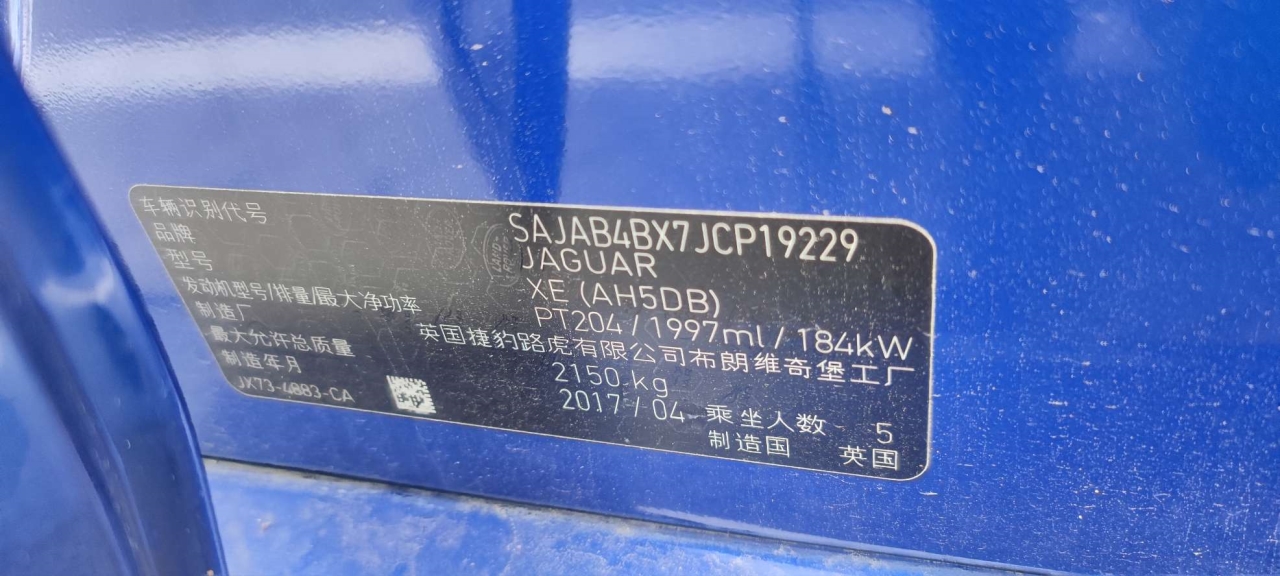 车辆识别代号 SAJAB4BX7JCP19229
品牌 JAGUAR
型号 XE (AH5DB)
发动机型号/排量/最大净功率 PT204 / 1997ml / 184kW
制造厂 英国捷豹路虎有限公司布朗维奇堡工厂
最大允许总质量 2150 kg 乘坐人数 5
制造年月 2017 / 04 制造国 英国
JX73-4883-CA